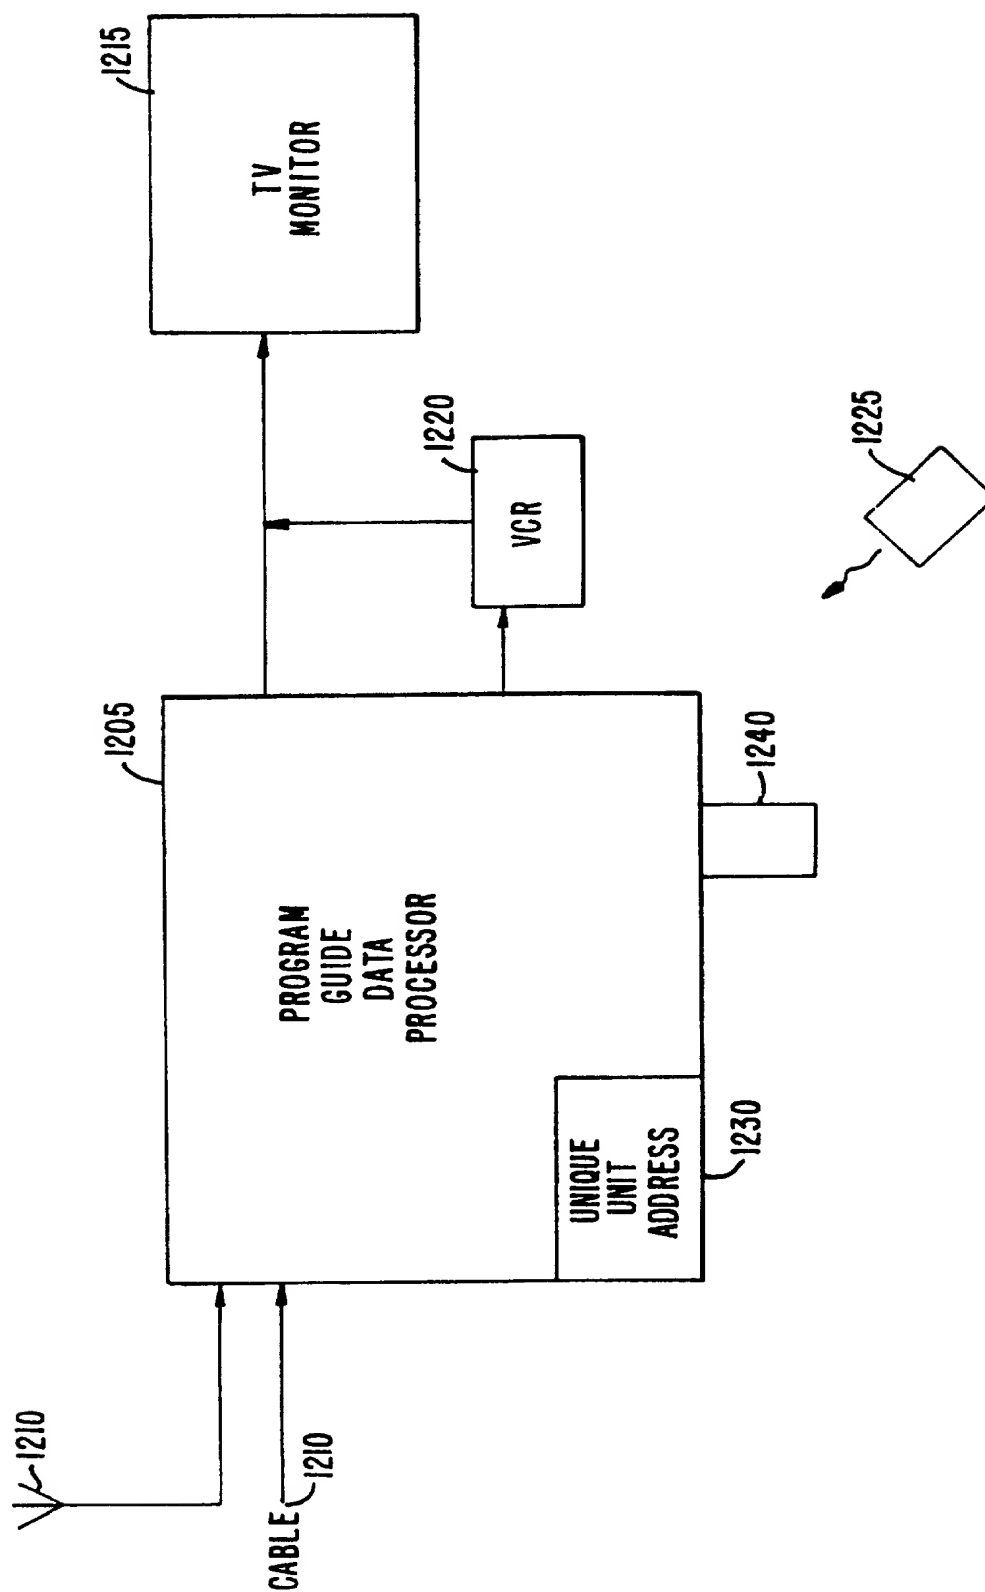 1210
CABLE 1210
1205
PROGRAM
GUIDE
DATA
PROCESSOR
UNIQUE
UNIT
ADDRESS
1230
1240
1220
VCR
1215
TV
MONITOR
1225